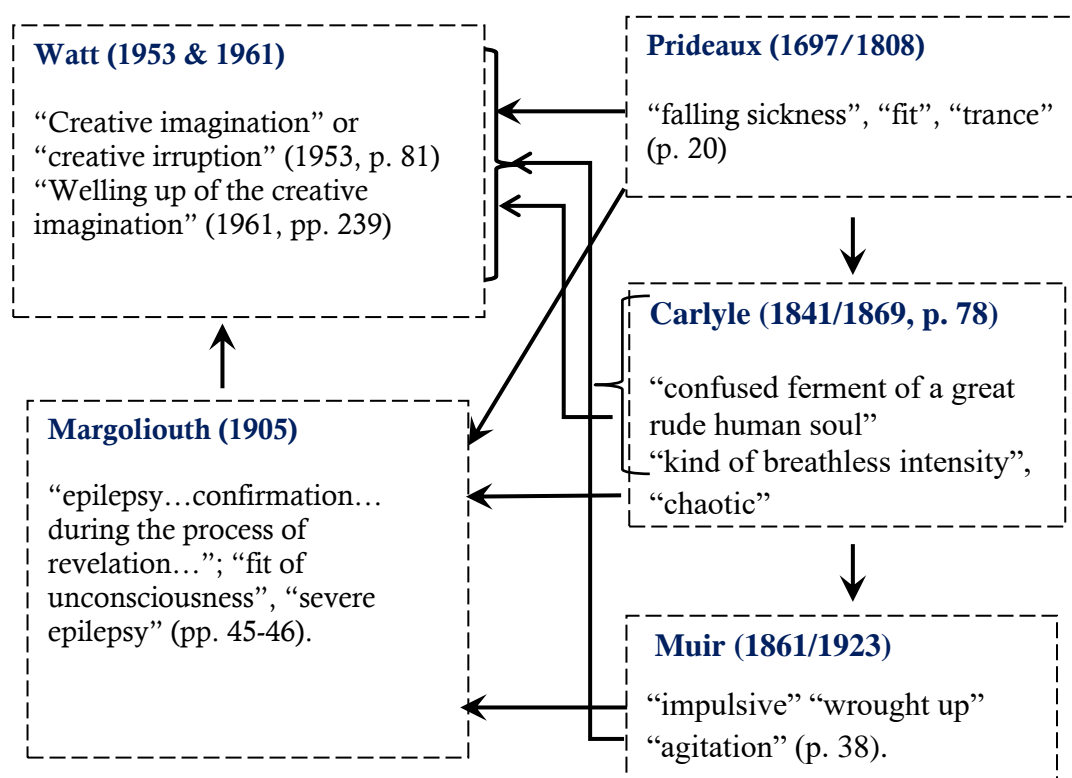 Watt (1953 & 1961)
“Creative imagination” or
“creative irruption” (1953, p. 81)
“Welling up of the creative
imagination” (1961, pp. 239)
Prideaux (1697/1808)
“falling sickness”, “fit”, “trance”
(p. 20)
Carlyle (1841/1869, p. 78)
“confused ferment of a great
rude human soul”
“kind of breathless intensity”,
“chaotic”
Margoliouth (1905)
“epilepsy…confirmation…
during the process of
revelation…”; “fit of
unconsciousness”, “severe
epilepsy” (pp. 45-46).
Muir (1861/1923)
“impulsive” “wrought up”
“agitation” (p. 38).